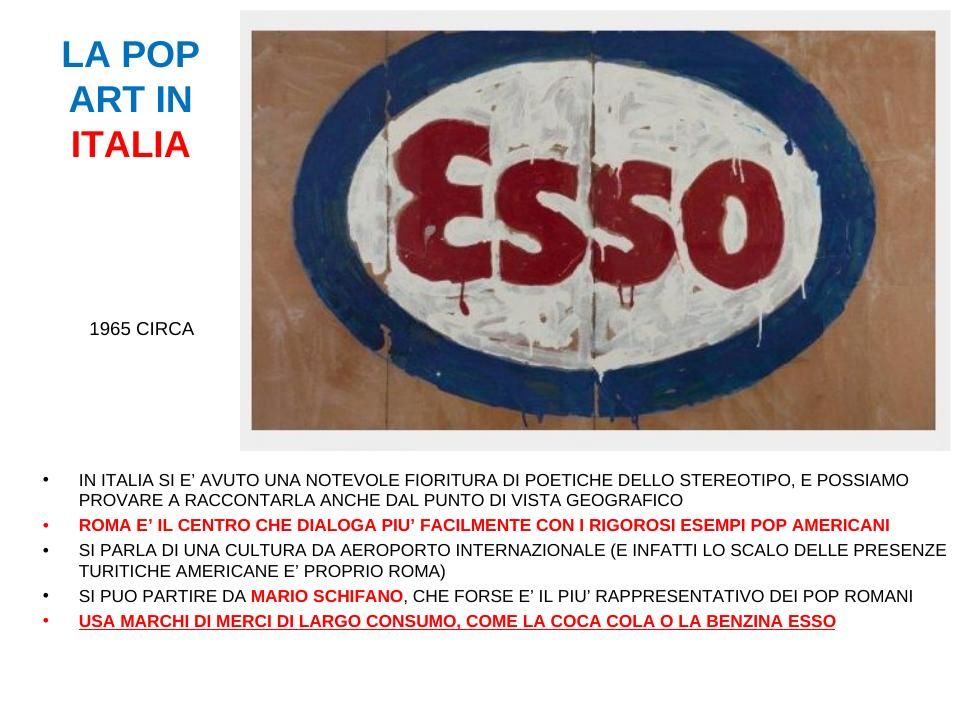 LA POP
ART IN
ITALIA
ESSO
1965 CIRCA
• IN ITALIA SI E’ AVUTO UNA NOTEVOLE FIORITURA DI POETICHE DELLO STEREOTIPO, E POSSIAMO
PROVARE A RACCONTARLA ANCHE DAL PUNTO DI VISTA GEOGRAFICO
• ROMA E’ IL CENTRO CHE DIALOGA PIU’ FACILMENTE CON I RIGOROSI ESEMPI POP AMERICANI
• SI PARLA DI UNA CULTURA DA AEROPORTO INTERNAZIONALE (E INFATTI LO SCALO DELLE PRESENZE
TURITICHE AMERICANE E’ PROPRIO ROMA)
• SI PUO PARTIRE DA MARIO SCHIFANO, CHE FORSE E’ IL PIU’ RAPPRESENTATIVO DEI POP ROMANI
• USA MARCHI DI MERCI DI LARGO CONSUMO, COME LA COCA COLA O LA BENZINA ESSO